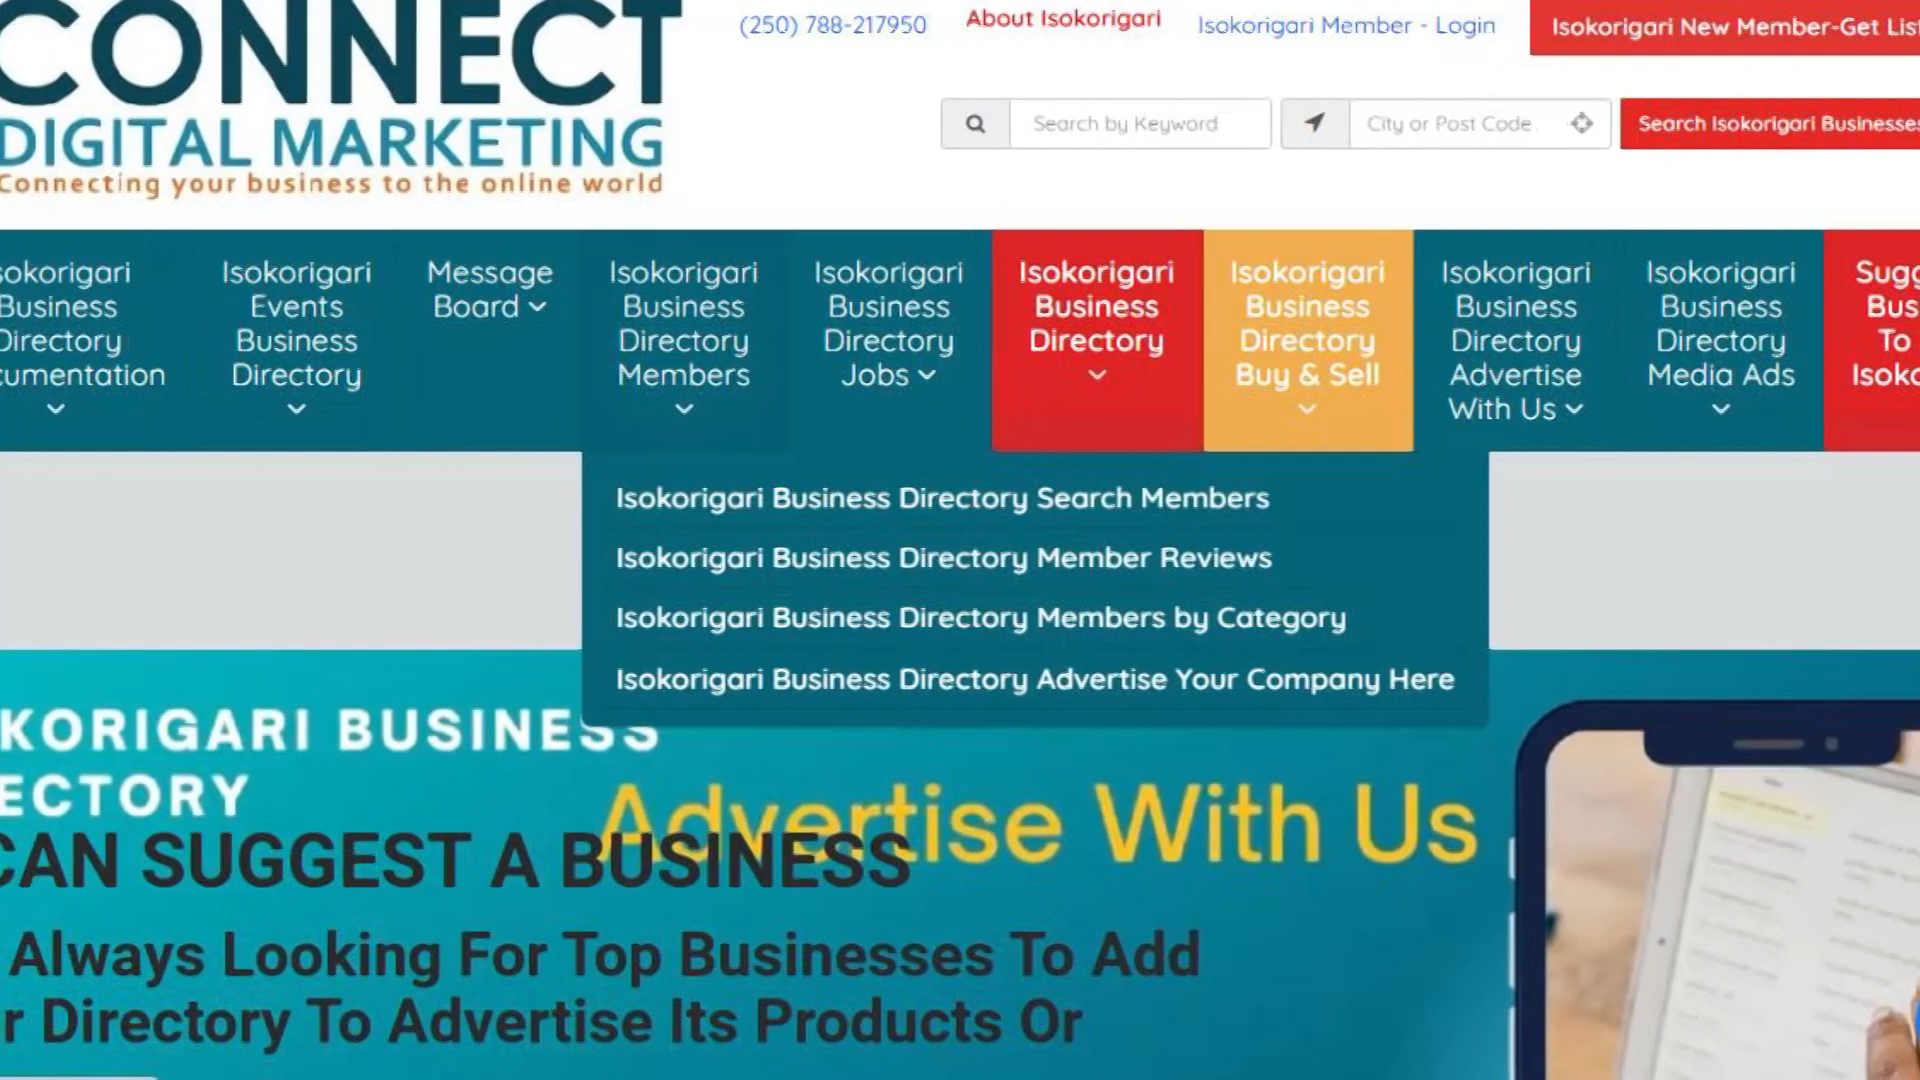 CONNECT
DIGITAL MARKETING
Connecting your business to the online world
(250) 788-217950
About Isokorigari
Isokorigari Member - Login
Isokorigari New Member-Get Lis
Search by Keyword
City or Post Code.
Search Isokorigari Businesses
sokorigari
Business
Directory
cumentation
Isokorigari
Events
Business
Directory
Message
Board
Isokorigari
Business
Directory
Members
Isokorigari
Business
Directory
Jobs
Isokorigari
Business
Directory
Isokorigari
Business
Directory
Buy & Sell
Isokorigari
Business
Directory
Advertise
With Us
Isokorigari
Business
Directory
Media Ads
Sugg
Bus
To
Isoko
Isokorigari Business Directory Search Members
Isokorigari Business Directory Member Reviews
Isokorigari Business Directory Members by Category
Isokorigari Business Directory Advertise Your Company Here
KORIGARI BUSINESS
ECTORY
Advertise With Us
CAN SUGGEST A BUSINESS
Always Looking For Top Businesses To Add
r Directory To Advertise Its Products Or